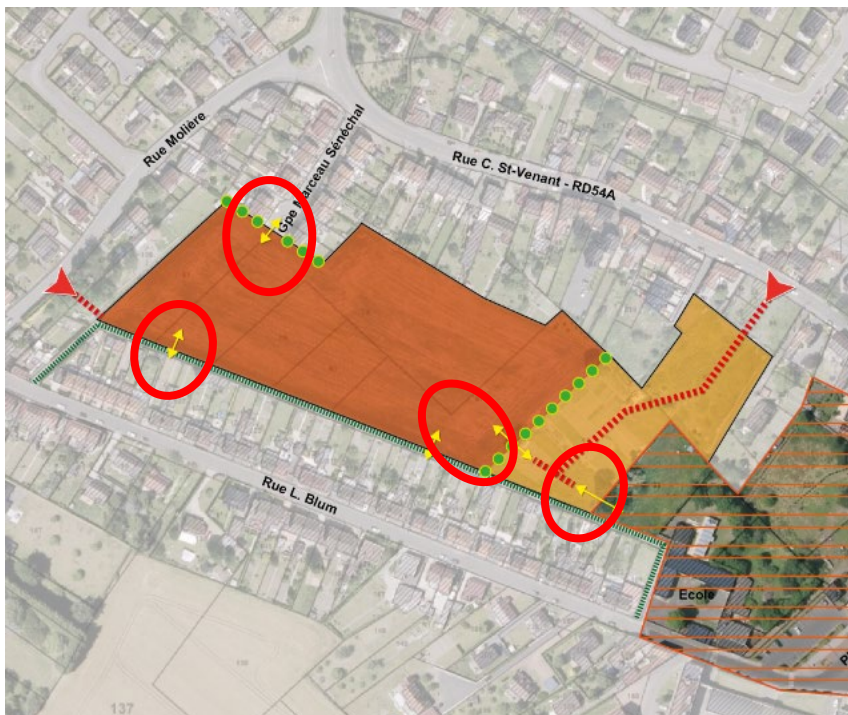 Rue Molière
Gpe Marceau Sénéchal
Rue C. St-Venant - RD54A
Rue L. Blum
Ecole
137